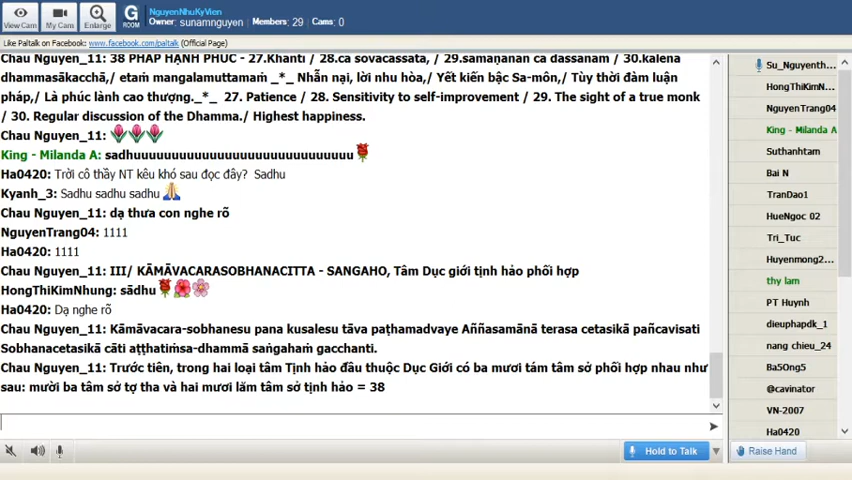 NguyenNhuKyVien
Owner: sunamnguyen Members: 29 Cams: 0
View Cam My Cam Enlarge G ROOM
Like Paltalk on Facebook: www.facebook.com/paltalk (Official Page)
Chau Nguyen_11: 38 PHÁP HẠNH PHÚC - 27.Khantī / 28.ca sovacassatā, / 29.samaṇānañ ca dassanaṁ / 30.kālena
dhammasākacchā, / etaṁ mangalamuttamaṁ _*_ Nhẫn nại, lời nhu hòa, / Yết kiến bậc Sa-môn,/ Tùy thời đàm luận
pháp,/ Là phúc lành cao thượng._*_ 27. Patience / 28. Sensitivity to self-improvement / 29. The sight of a true monk
/ 30. Regular discussion of the Dhamma./ Highest happiness.
Chau Nguyen_11:
King - Milanda A: sadhuuuuuuuuuuuuuuuuuuuuuuuuuuuuu
Ha0420: Trời cô thầy NT kêu khó sau đọc đây? Sadhu
Kyanh_3: Sadhu sadhu sadhu
Chau Nguyen_11: dạ thưa con nghe rõ
NguyenTrang04: 1111
Ha0420: 1111
Chau Nguyen_11: III/ KĀMĀVACARASOBHANACITTA - SANGAHO, Tâm Dục giới tịnh hảo phối hợp
HongThiKimNhung: sādhu
Ha0420: Dạ nghe rõ
Chau Nguyen_11: Kāmāvacara-sobhanesu pana kusalesu tāva paṭhamadvaye Aññasamānā terasa cetasikā pañcavisati
Sobhanacetasikā cāti aṭṭhatiṁsa-dhammā saṅgahaṁ gacchanti.
Chau Nguyen_11: Trước tiên, trong hai loại tâm Tịnh hảo đầu thuộc Dục Giới có ba mươi tám tâm sở phối hợp nhau như
sau: mười ba tâm sở tợ tha và hai mươi lăm tâm sở tịnh hảo = 38
Hold to Talk
Su_Nguyenth...
HongThiKimN...
NguyenTrang04
King - Milanda A
Suthanhtam
Bai N
TranDao1
HueNgoc 02
Tri_Tuc
Huyenmong2...
thy lam
PT Huynh
dieuphapdk_1
nang chieu_24
Ba5Ong5
@cavinator
VN-2007
Ha0420
Raise Hand